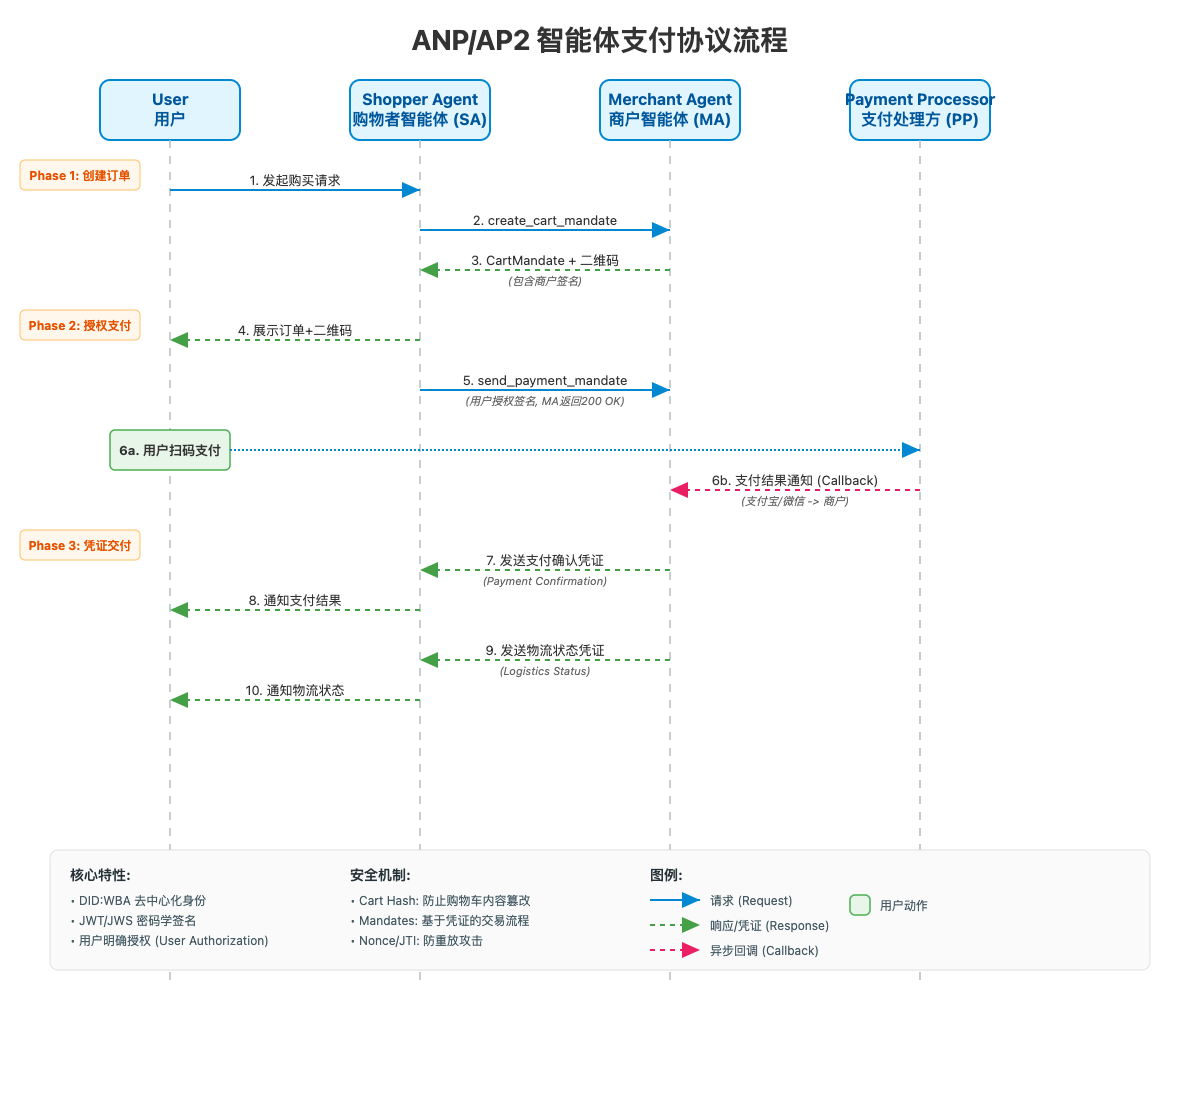 ANP/AP2 智能体支付协议流程
User
用户
Shopper Agent
购物者智能体 (SA)
Merchant Agent
商户智能体 (MA)
Payment Processor
支付处理方 (PP)
Phase 1: 创建订单
1. 发起购买请求
2. create_cart_mandate
3. CartMandate + 二维码
(包含商户签名)
Phase 2: 授权支付
4. 展示订单+二维码
5. send_payment_mandate
(用户授权签名, MA返回200 OK)
6a. 用户扫码支付
6b. 支付结果通知 (Callback)
(支付宝/微信 -> 商户)
Phase 3: 凭证交付
7. 发送支付确认凭证
(Payment Confirmation)
8. 通知支付结果
9. 发送物流状态凭证
(Logistics Status)
10. 通知物流状态
核心特性:
• DID:WBA 去中心化身份
• JWT/JWS 密码学签名
• 用户明确授权 (User Authorization)
安全机制:
• Cart Hash: 防止购物车内容篡改
• Mandates: 基于凭证的交易流程
• Nonce/JTI: 防重放攻击
图例:
请求 (Request)
响应/凭证 (Response)
异步回调 (Callback)
用户动作